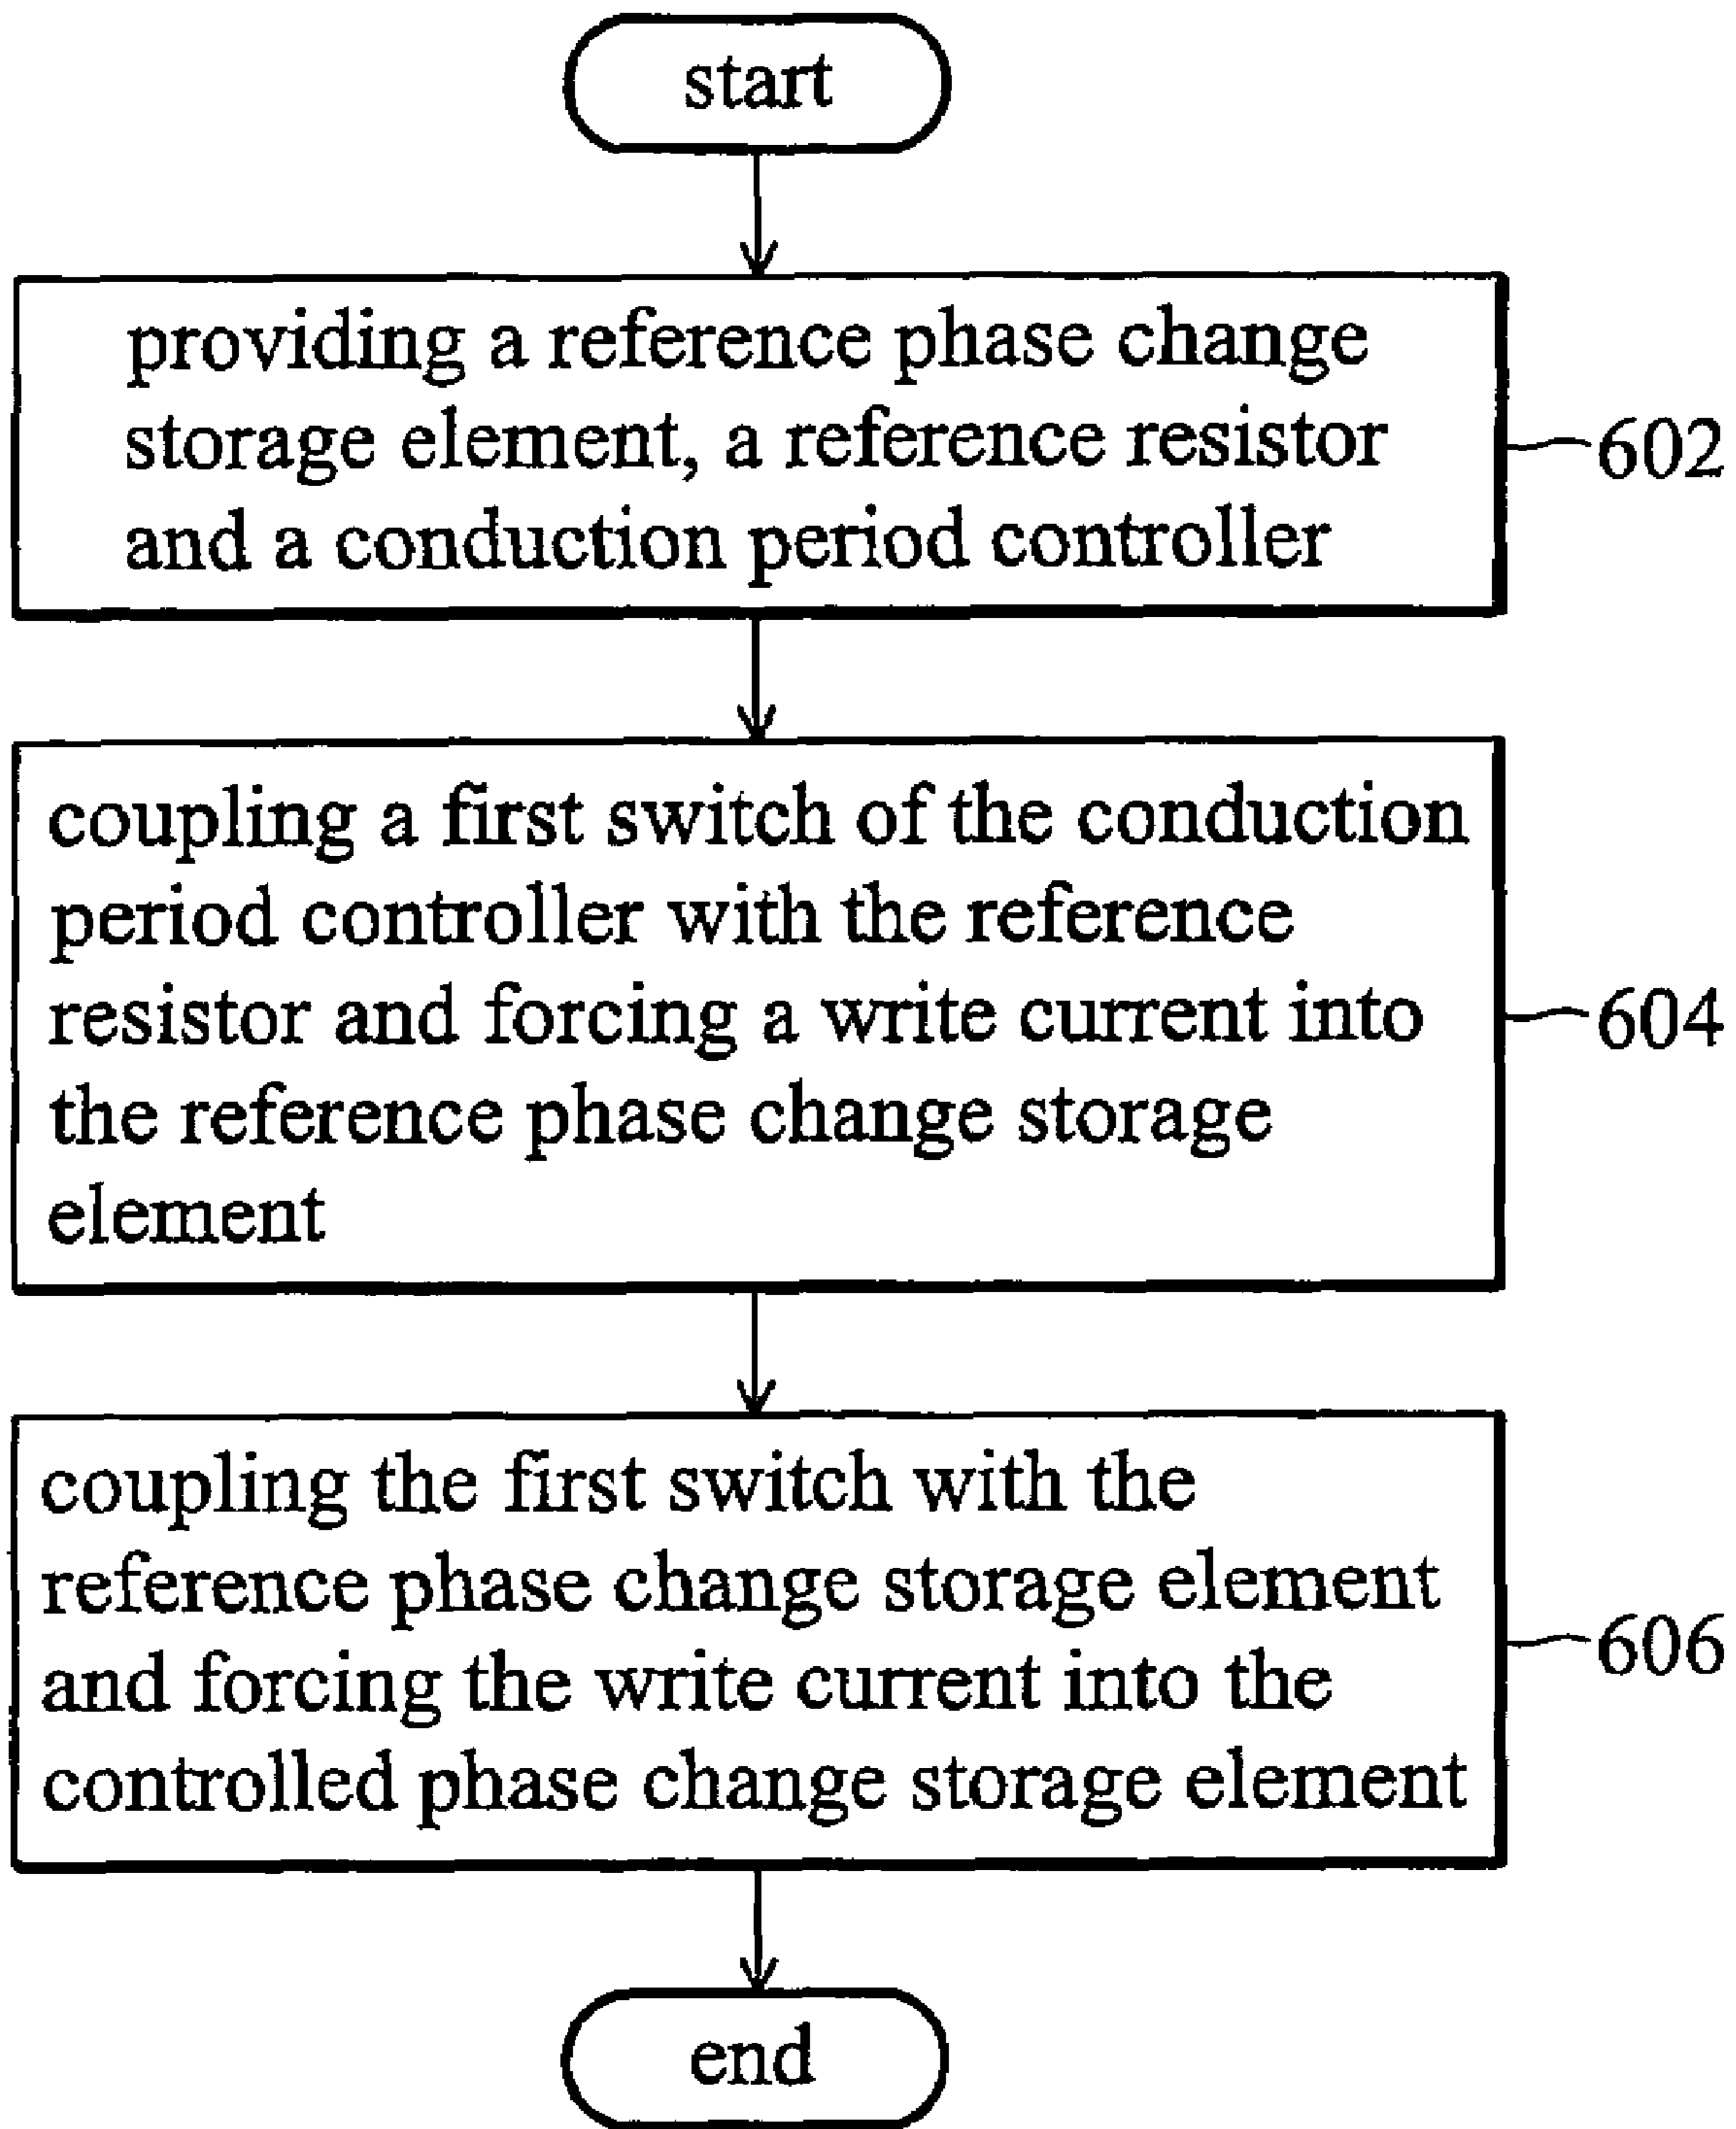 start
providing a reference phase change
storage element, a reference resistor
and a conduction period controller
602
coupling a first switch of the conduction
period controller with the reference
resistor and forcing a write current into
the reference phase change storage
element
604
coupling the first switch with the
reference phase change storage element
and forcing the write current into the
controlled phase change storage element
606
end